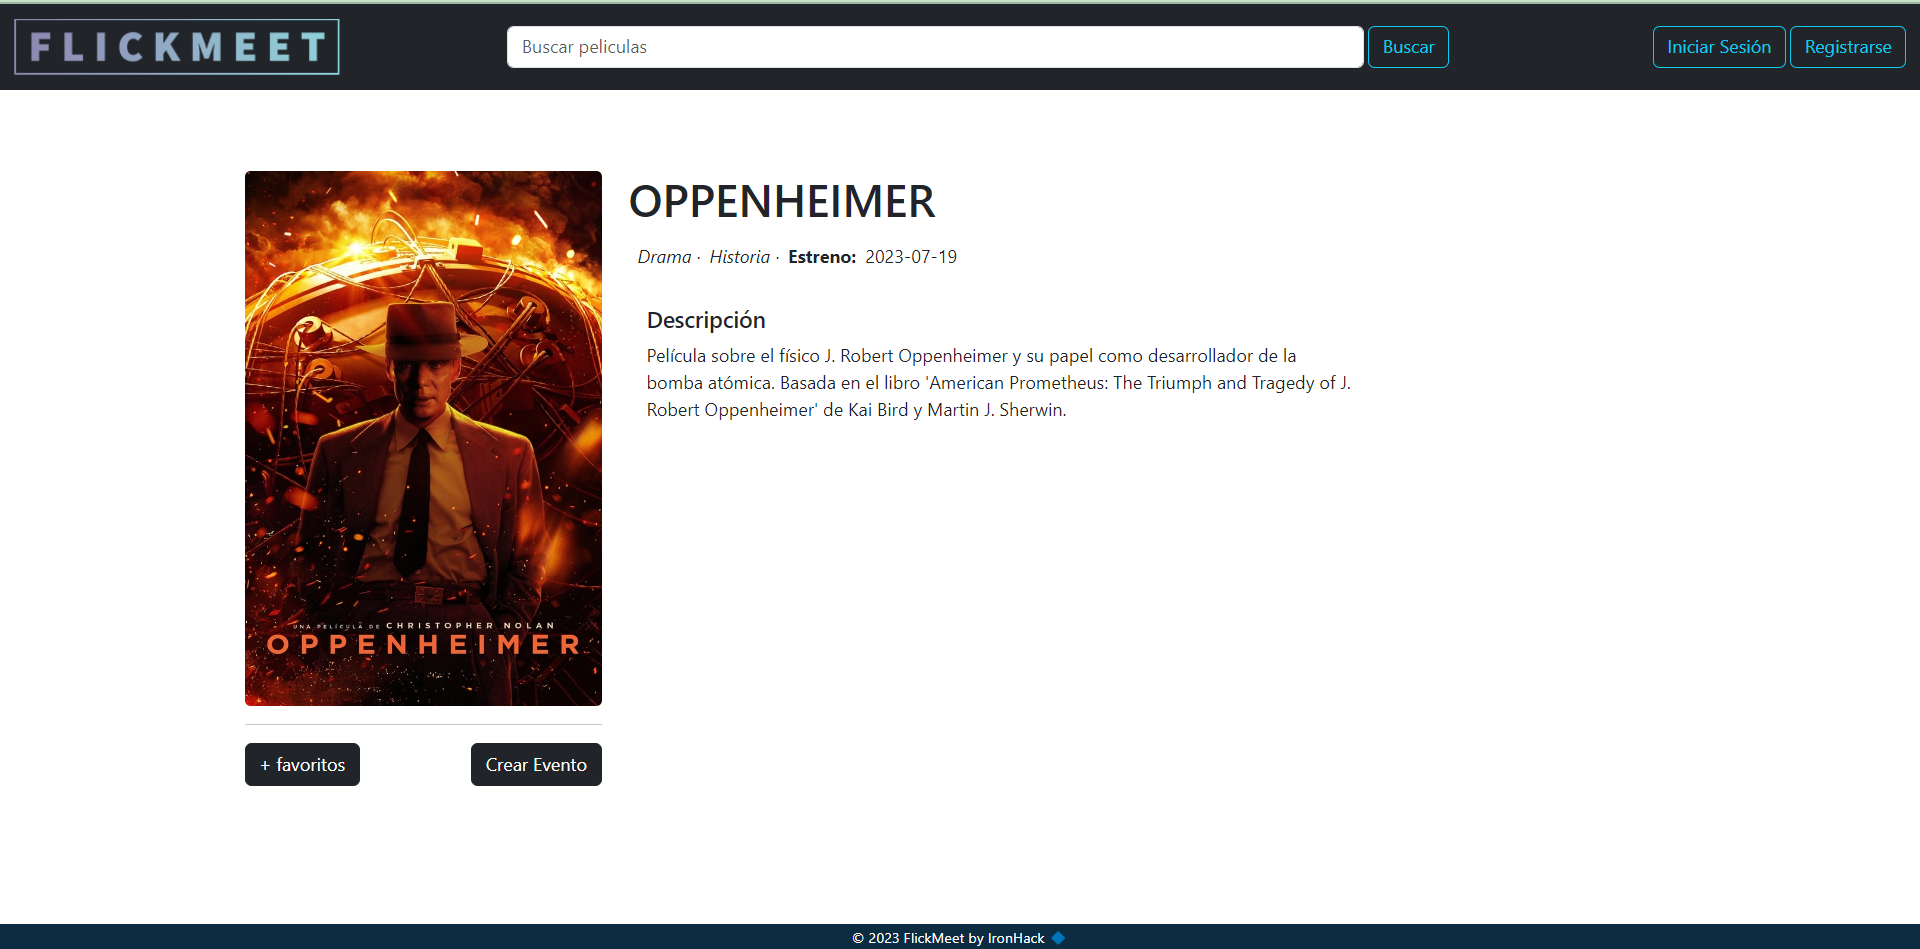 FLICKMEET
Buscar peliculas
Buscar
Iniciar Sesión
Registrarse
UNA PELÍCULA DE CHRISTOPHER NOLAN
OPPENHEIMER
OPPENHEIMER
Drama · Historia · Estreno: 2023-07-19
Descripción
Película sobre el físico J. Robert Oppenheimer y su papel como desarrollador de la
bomba atómica. Basada en el libro 'American Prometheus: The Triumph and Tragedy of J.
Robert Oppenheimer' de Kai Bird y Martin J. Sherwin.
+ favoritos
Crear Evento
© 2023 FlickMeet by IronHack